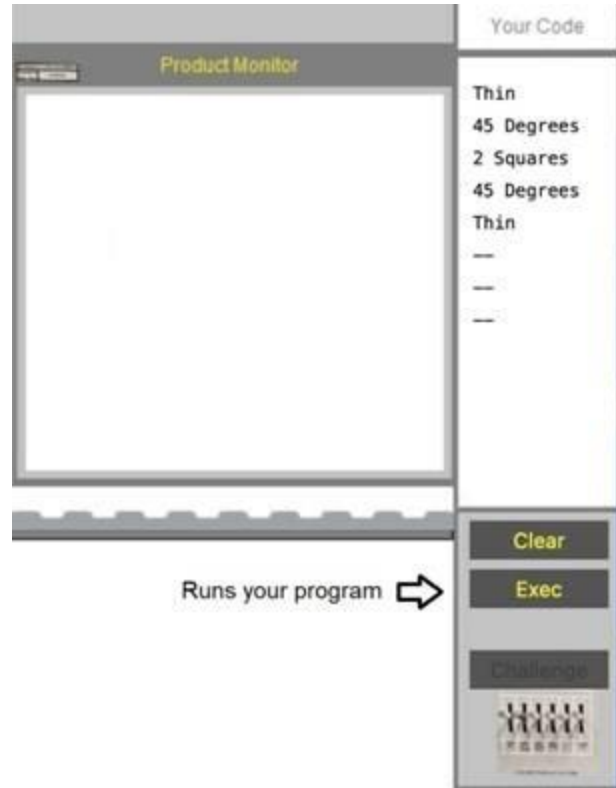 Your Code
Product Monitor
Thin
45 Degrees
2 Squares
45 Degrees
Thin
--
--
--
Clear
Runs your program
Exec
Challenge